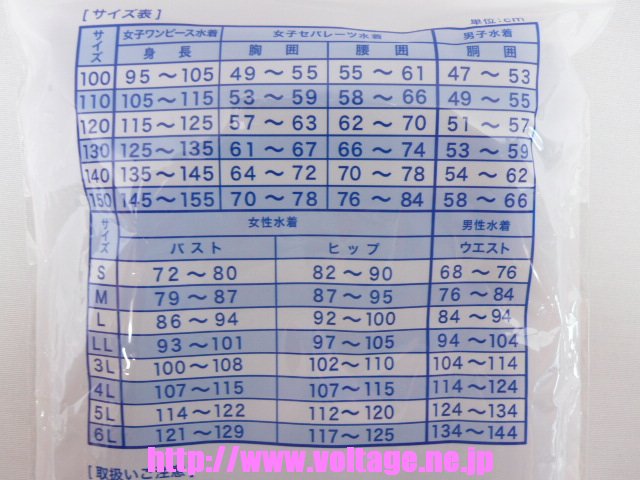 [サイズ表] 単位:cm
サイズ 女子ワンピース水着 女子セパレーツ水着 男子水着
身長 胸囲 腰囲 胴囲
100 95～105 49～55 55～61 47～53
110 105～115 53～59 58～66 49～55
120 115～125 57～63 62～70 51～57
130 125～135 61～67 66～74 53～59
140 135～145 64～72 70～78 54～62
150 145～155 70～78 76～84 58～66
サイズ 女性水着 男性水着
バスト ヒップ ウエスト
S 72～80 82～90 68～76
M 79～87 87～95 76～84
L 86～94 92～100 84～94
LL 93～101 97～105 94～104
3L 100～108 102～110 104～114
4L 107～115 107～115 114～124
5L 114～122 112～120 124～134
6L 121～129 117～125 134～144
http://www.voltage.ne.jp
[取扱いご注意]